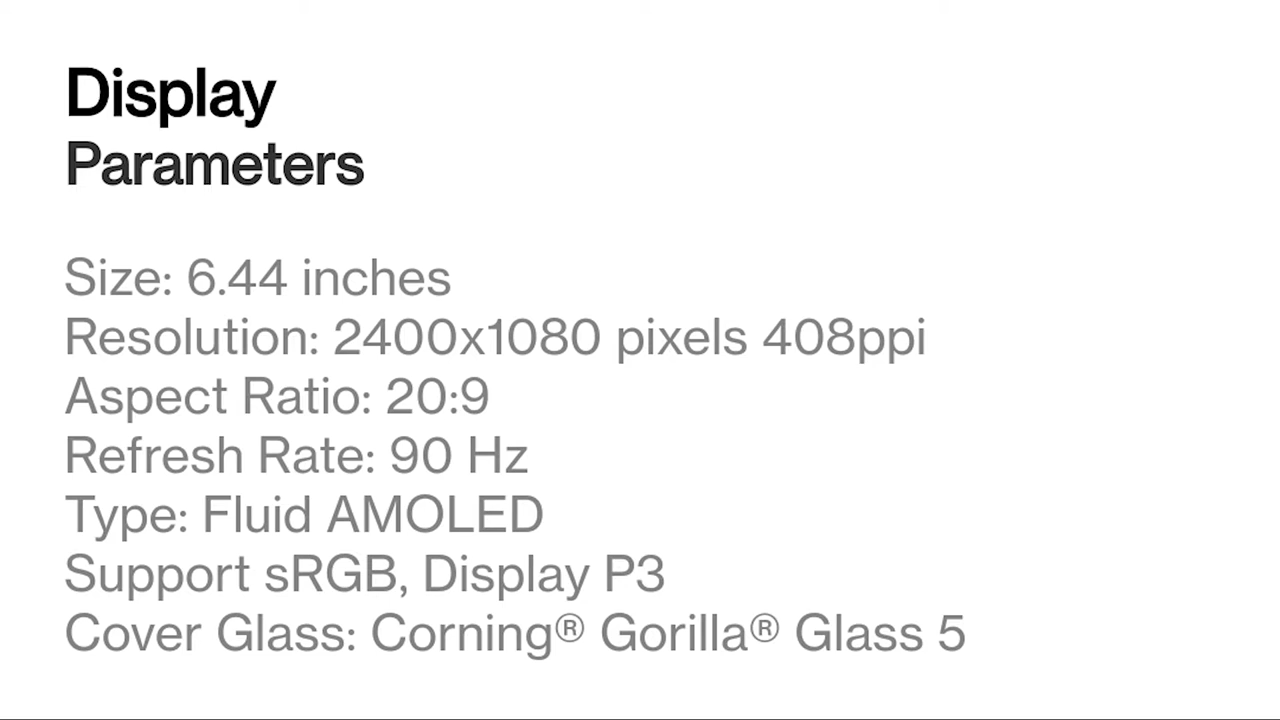 Display
Parameters
Size: 6.44 inches
Resolution: 2400x1080 pixels 408ppi
Aspect Ratio: 20:9
Refresh Rate: 90 Hz
Type: Fluid AMOLED
Support sRGB, Display P3
Cover Glass: Corning® Gorilla® Glass 5